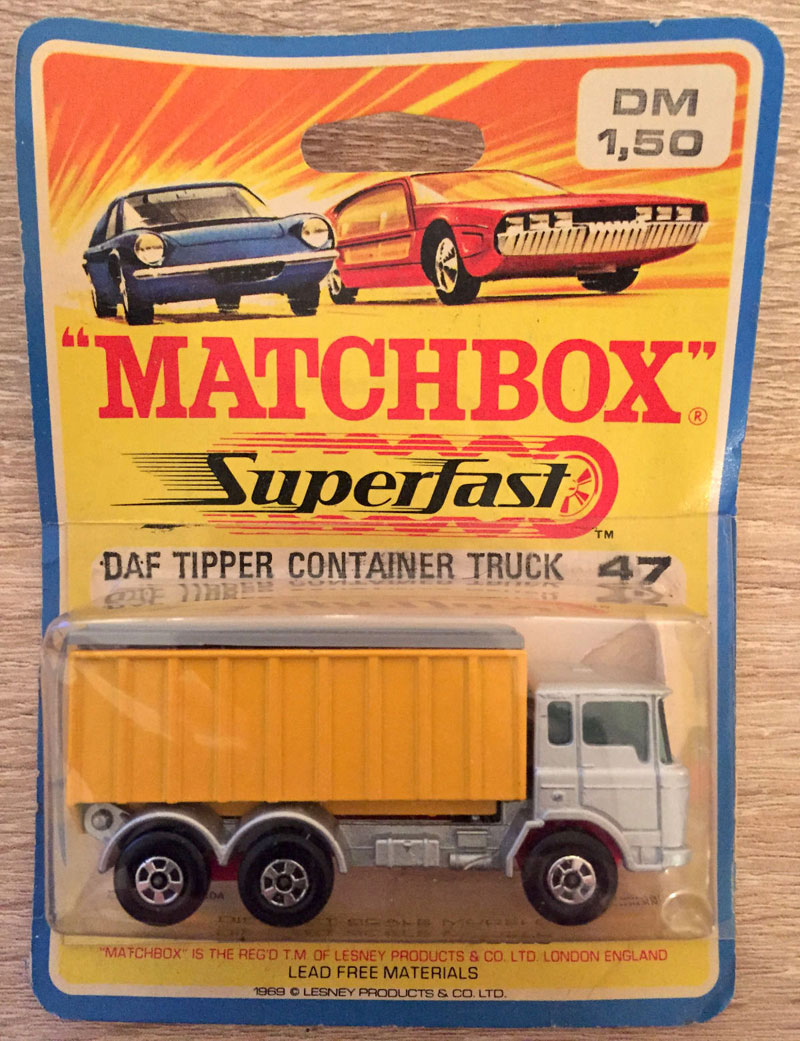 DM
1,50
"MATCHBOX"®
Superfast
TM
DAF TIPPER CONTAINER TRUCK 47
"MATCHBOX" IS THE REG'D T.M. OF LESNEY PRODUCTS & CO. LTD. LONDON ENGLAND
LEAD FREE MATERIALS
1969 © LESNEY PRODUCTS & CO. LTD.